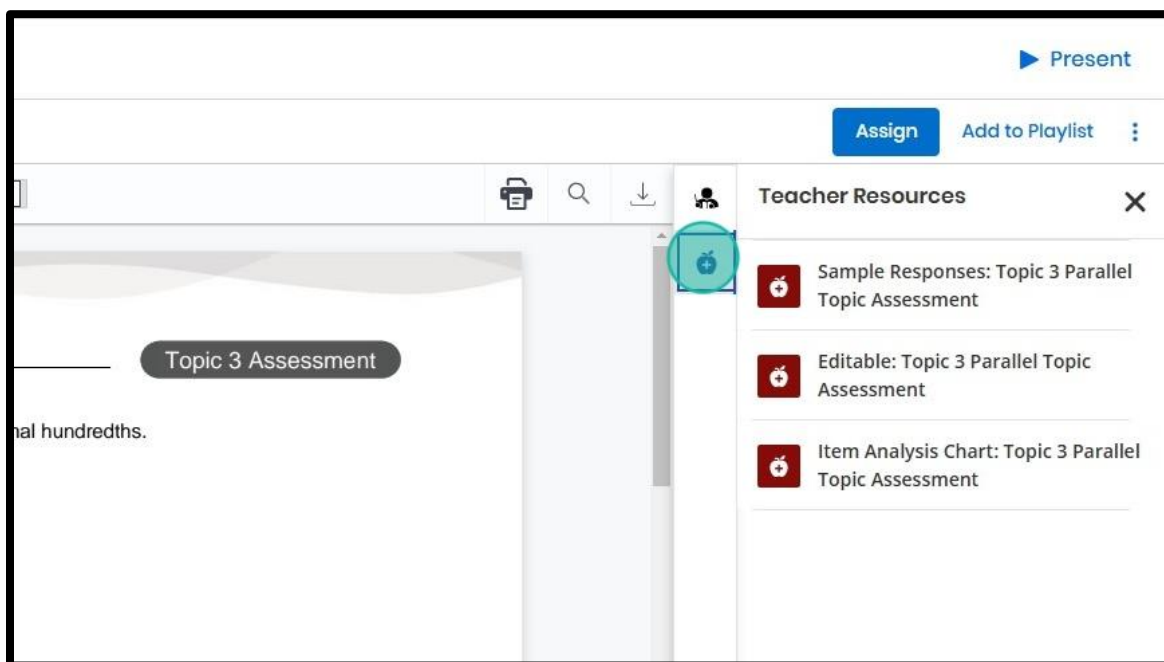 Present
Assign
Add to Playlist
Teacher Resources
Sample Responses: Topic 3 Parallel
Topic Assessment
Editable: Topic 3 Parallel Topic
Assessment
Item Analysis Chart: Topic 3 Parallel
Topic Assessment
Topic 3 Assessment
hundredths.